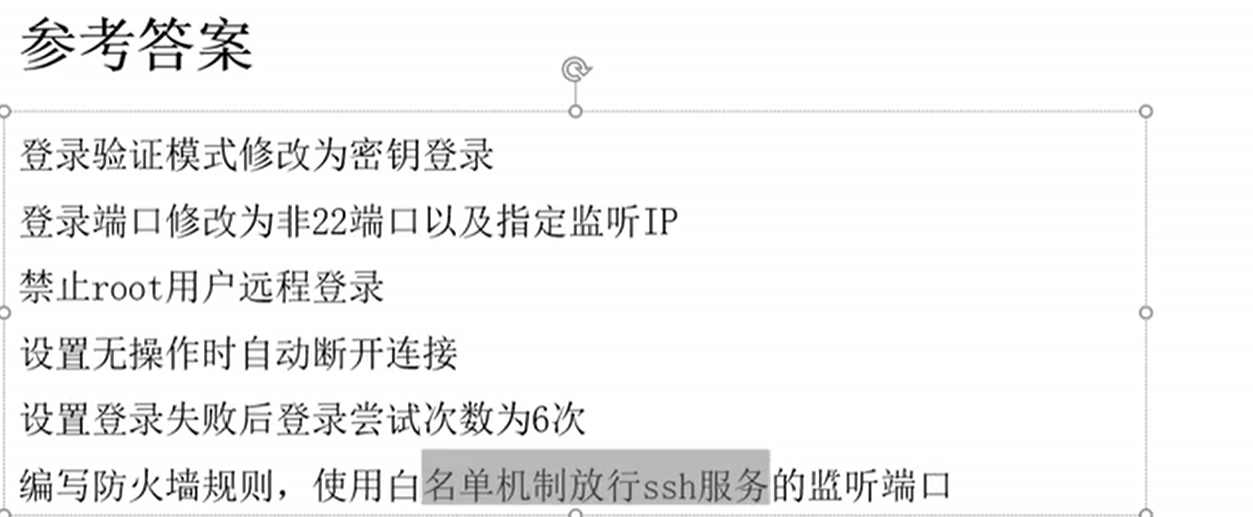 参考答案
登录验证模式修改为密钥登录
登录端口修改为非22端口以及指定监听IP
禁止root用户远程登录
设置无操作时自动断开连接
设置登录失败后登录尝试次数为6次
编写防火墙规则，使用白名单机制放行ssh服务的监听端口